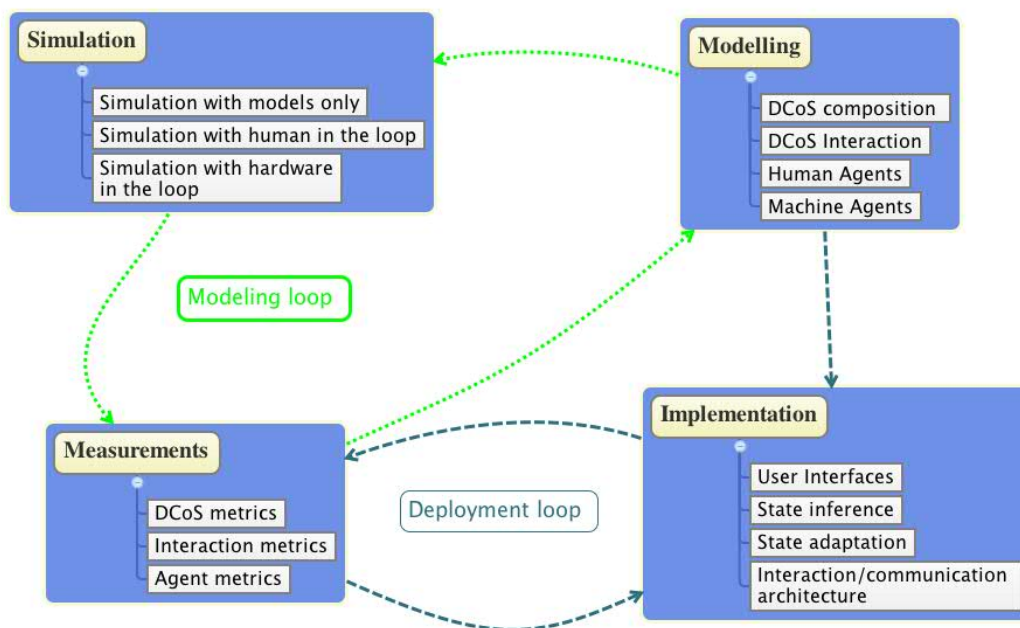 Simulation
Simulation with models only
Simulation with human in the loop
Simulation with hardware
in the loop
Modelling
DCoS composition
DCoS Interaction
Human Agents
Machine Agents
Modeling loop
Measurements
DCoS metrics
Interaction metrics
Agent metrics
Deployment loop
Implementation
User Interfaces
State inference
State adaptation
Interaction/communication
architecture